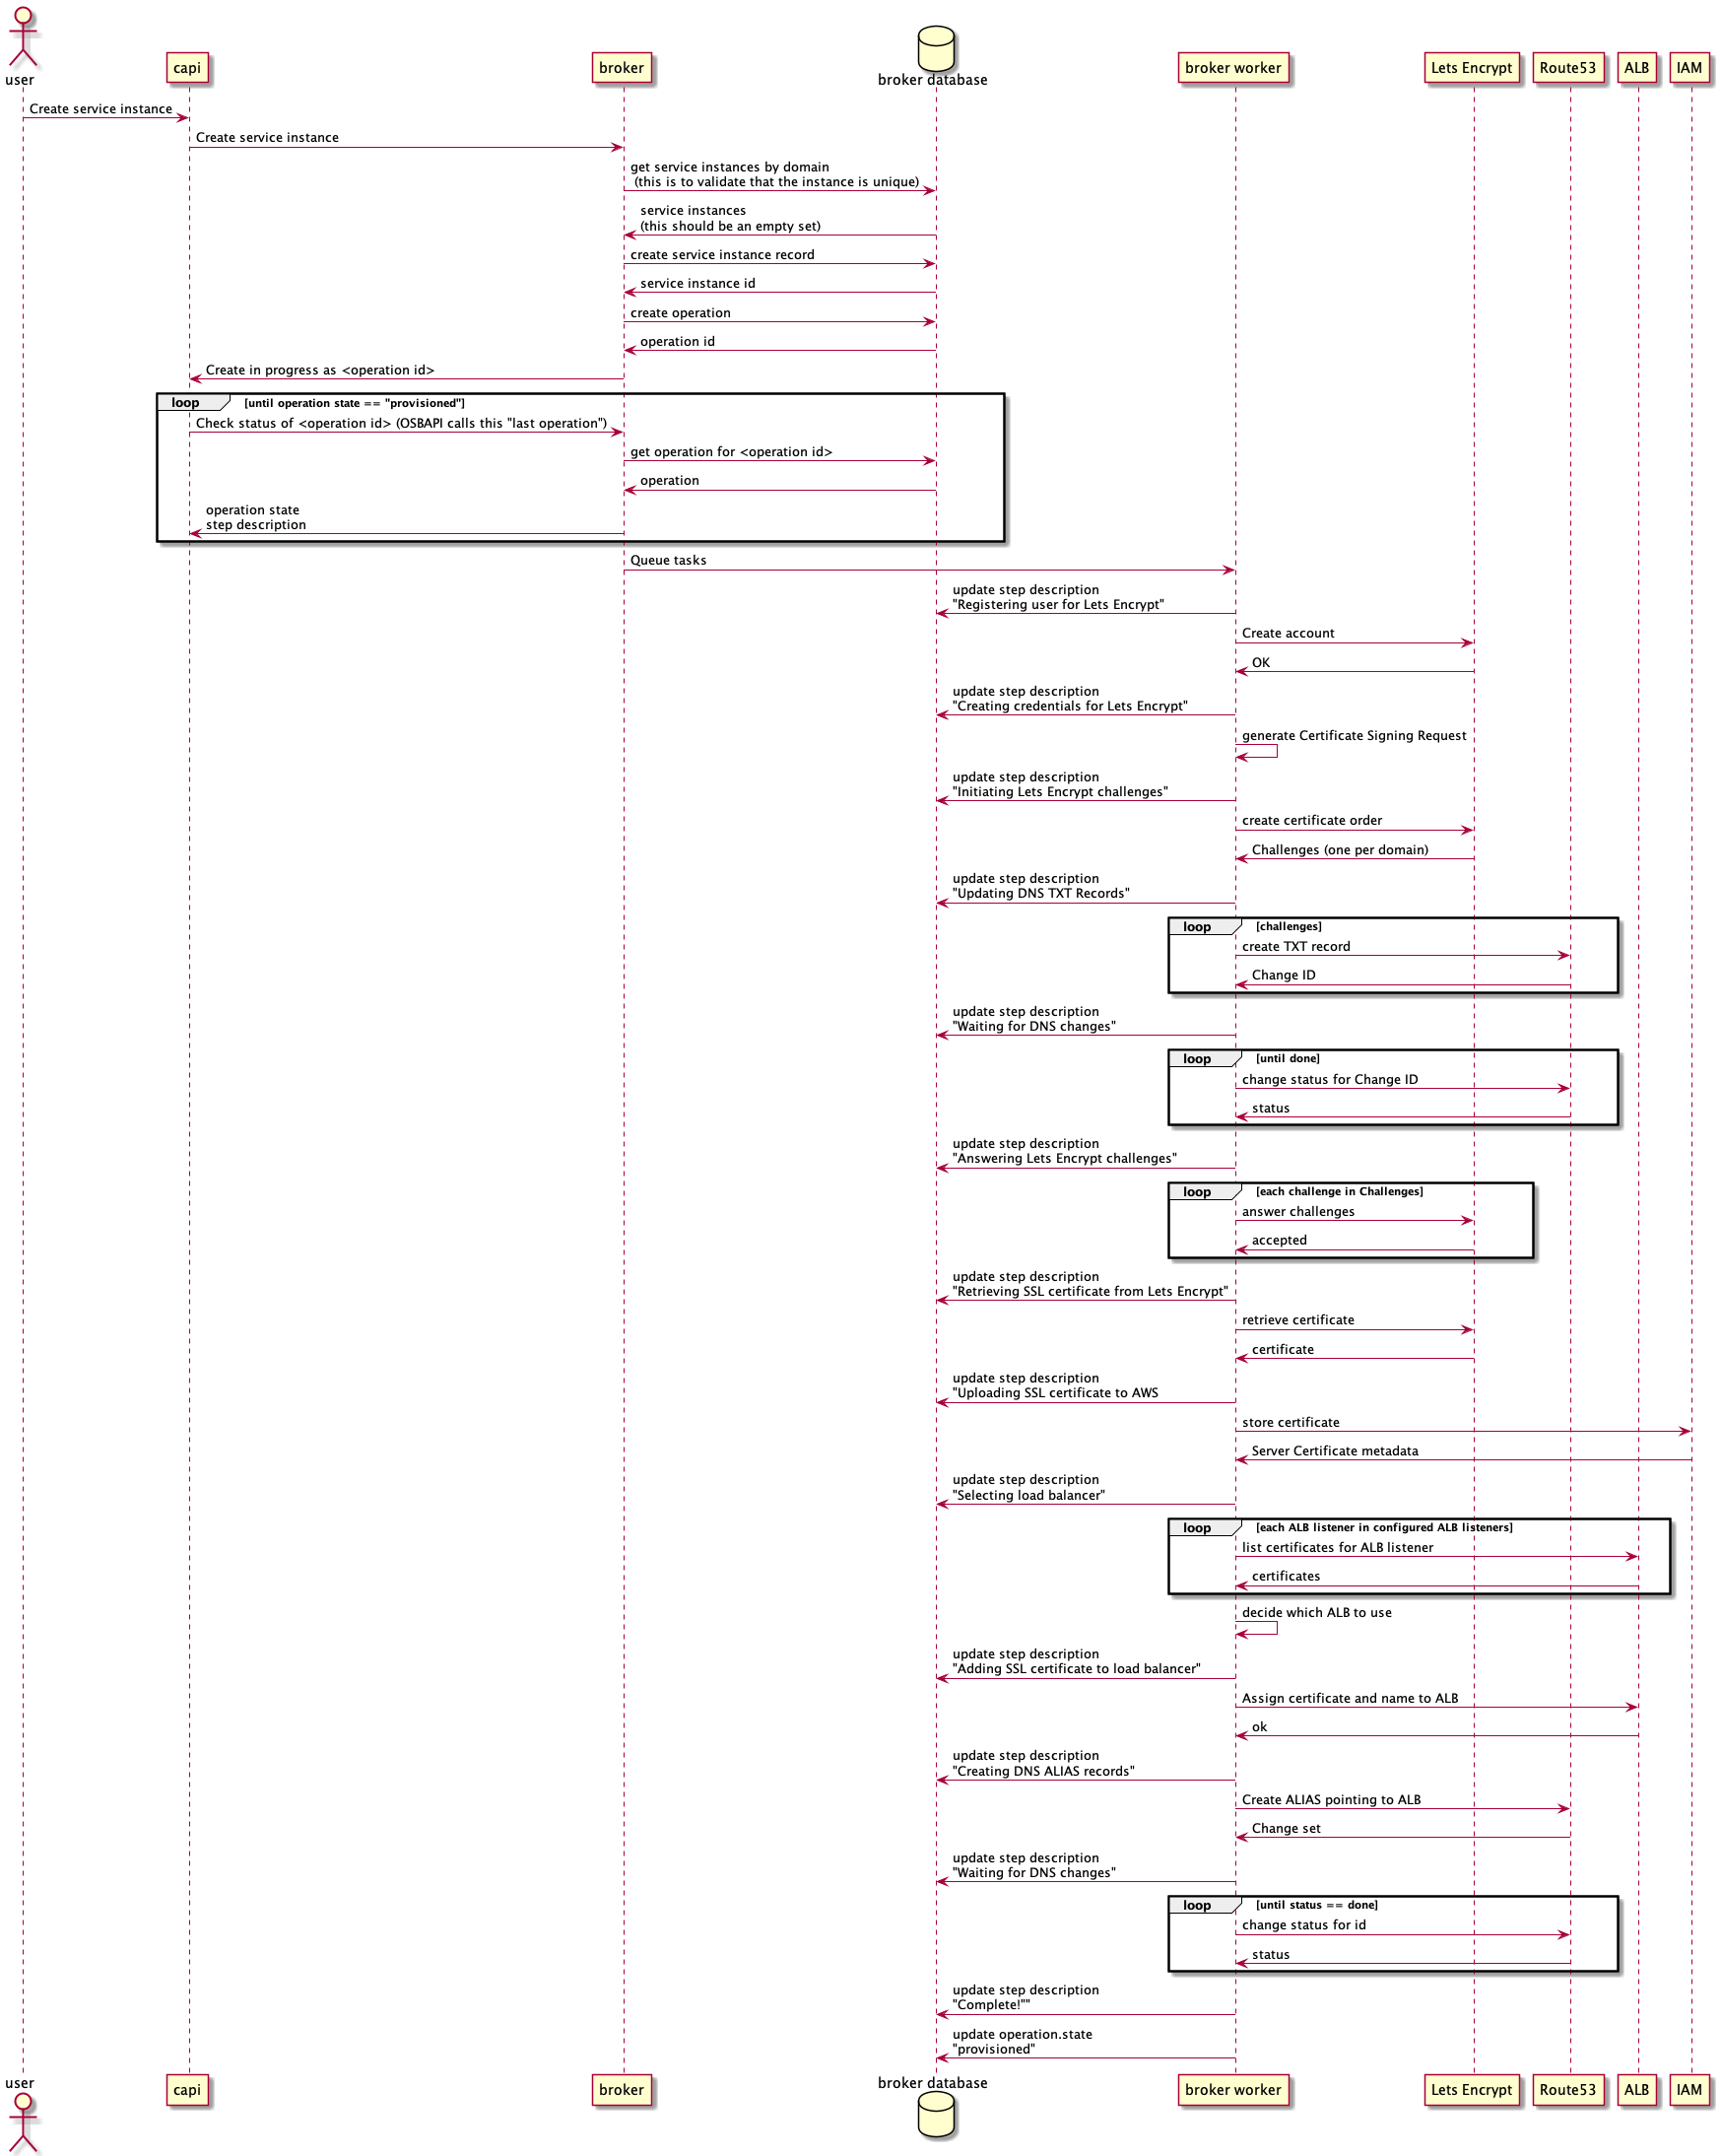 user
capi
broker
broker database
broker worker
Lets Encrypt
Route53
ALB
IAM
Create service instance
Create service instance
get service instances by domain
(this is to validate that the instance is unique)
service instances
(this should be an empty set)
create service instance record
service instance id
create operation
operation id
Create in progress as <operation id>
loop [until operation state == "provisioned"]
Check status of <operation id> (OSBAPI calls this "last operation")
get operation for <operation id>
operation
operation state
step description
Queue tasks
update step description
"Registering user for Lets Encrypt"
Create account
OK
update step description
"Creating credentials for Lets Encrypt"
generate Certificate Signing Request
update step description
"Initiating Lets Encrypt challenges"
create certificate order
Challenges (one per domain)
update step description
"Updating DNS TXT Records"
loop [challenges]
create TXT record
Change ID
update step description
"Waiting for DNS changes"
loop [until done]
change status for Change ID
status
update step description
"Answering Lets Encrypt challenges"
loop [each challenge in Challenges]
answer challenges
accepted
update step description
"Retrieving SSL certificate from Lets Encrypt"
retrieve certificate
certificate
update step description
"Uploading SSL certificate to AWS
store certificate
Server Certificate metadata
update step description
"Selecting load balancer"
loop [each ALB listener in configured ALB listeners]
list certificates for ALB listener
certificates
decide which ALB to use
update step description
"Adding SSL certificate to load balancer"
Assign certificate and name to ALB
ok
update step description
"Creating DNS ALIAS records"
Create ALIAS pointing to ALB
Change set
update step description
"Waiting for DNS changes"
loop [until status == done]
change status for id
status
update step description
"Complete!""
update operation.state
"provisioned"
user
capi
broker
broker database
broker worker
Lets Encrypt
Route53
ALB
IAM